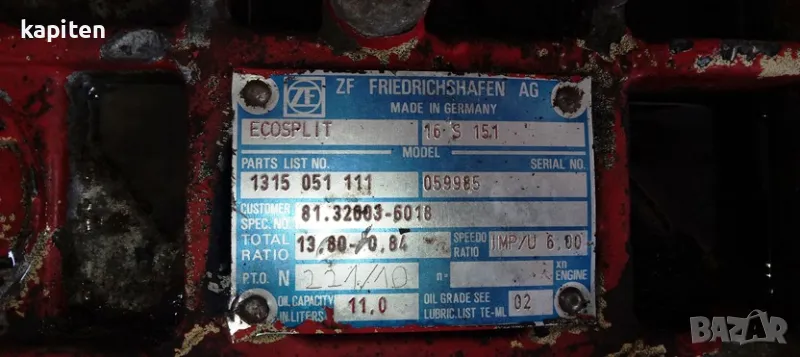 kapiten
ZF FRIEDRICHSHAFEN AG
MADE IN GERMANY
ECOSPLIT 16 S 151
MODEL
PARTS LIST NO. SERIAL NO.
1315 051 111 059985
CUSTOMER SPEC. NO. 81.32003-6018
TOTAL RATIO 13,80-0,84 SPEEDO RATIO IMP/U 6,00
P.T.O. N 221/10 n= xn ENGINE
OIL CAPACITY IN LITERS 11,0 OIL GRADE SEE LUBRIC. LIST TE-ML 02
BAZAR